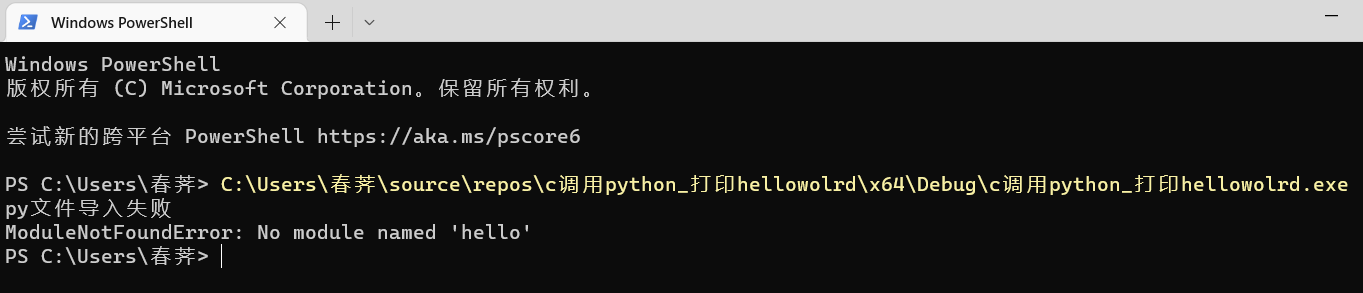 Windows PowerShell
Windows PowerShell
版权所有 (C) Microsoft Corporation。保留所有权利。
尝试新的跨平台 PowerShell https://aka.ms/pscore6
PS C:\Users\春荠> C:\Users\春荠\source\repos\c调用python_打印hellowolrd\x64\Debug\c调用python_打印hellowolrd.exe
py文件导入失败
ModuleNotFoundError: No module named 'hello'
PS C:\Users\春荠>